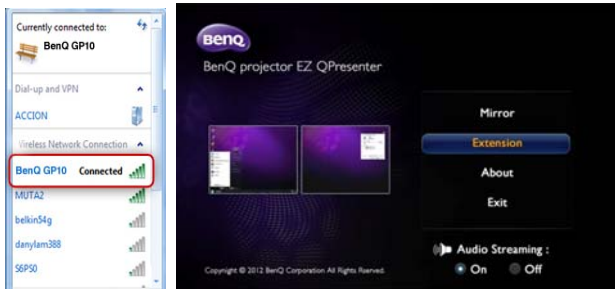 Currently connected to:
BenQ GP10
Dial-up and VPN
ACCION
Wireless Network Connection
BenQ GP10 Connected
MUTA2
belkin54g
danylam388
S6PS0
BenQ
BenQ projector EZ QPresenter
Mirror
Extension
About
Exit
Audio Streaming :
On Off
Copyright © 2012 BenQ Corporation All Rights Reserved.